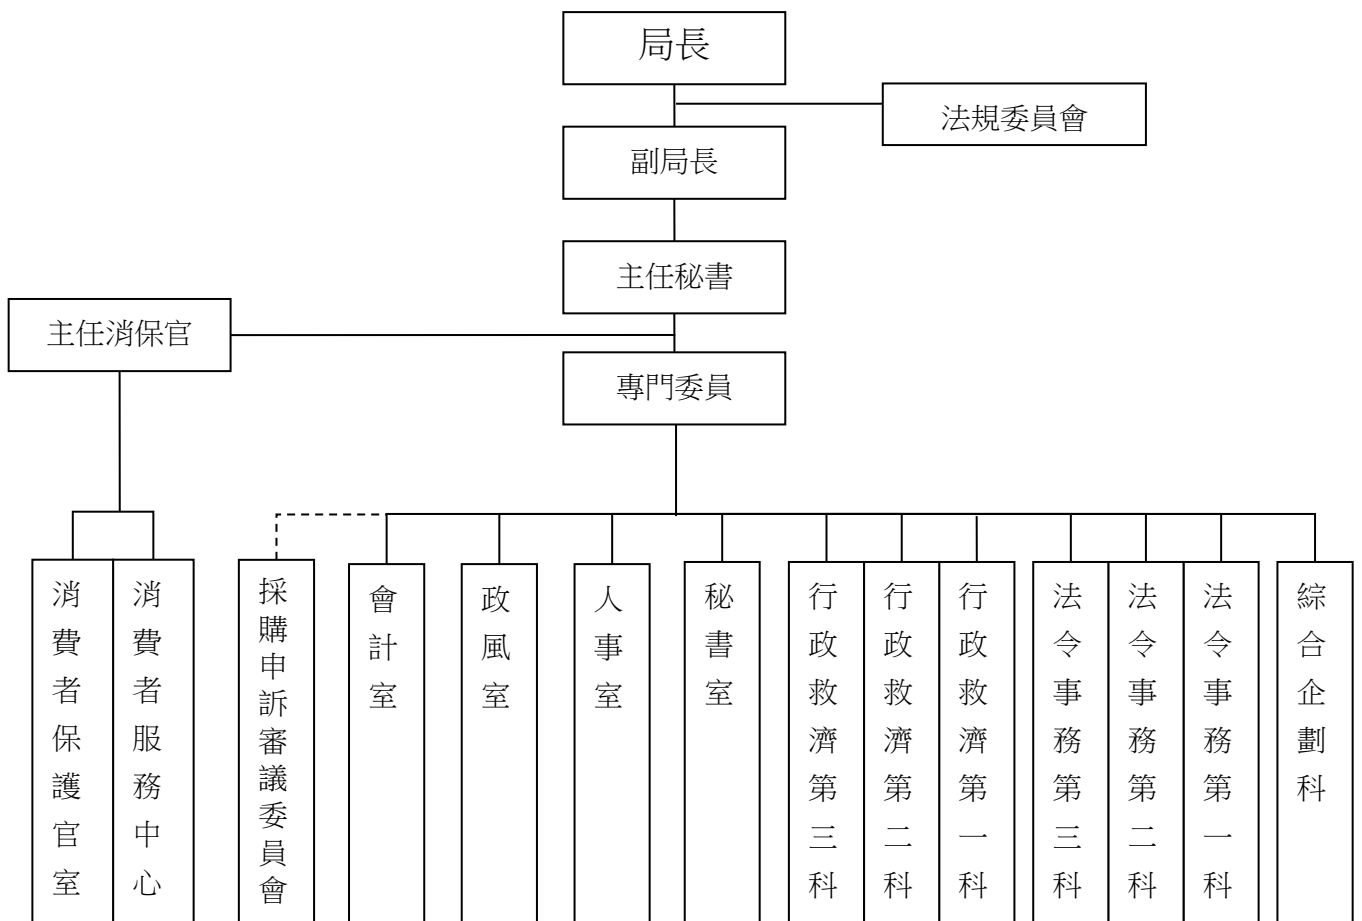 局長
法規委員會
副局長
主任秘書
主任消保官
專門委員
消費者保護官室
消費者服務中心
採購申訴審議委員會
會計室
政風室
人事室
秘書室
行政救濟第三科
行政救濟第二科
行政救濟第一科
法令事務第三科
法令事務第二科
法令事務第一科
綜合企劃科